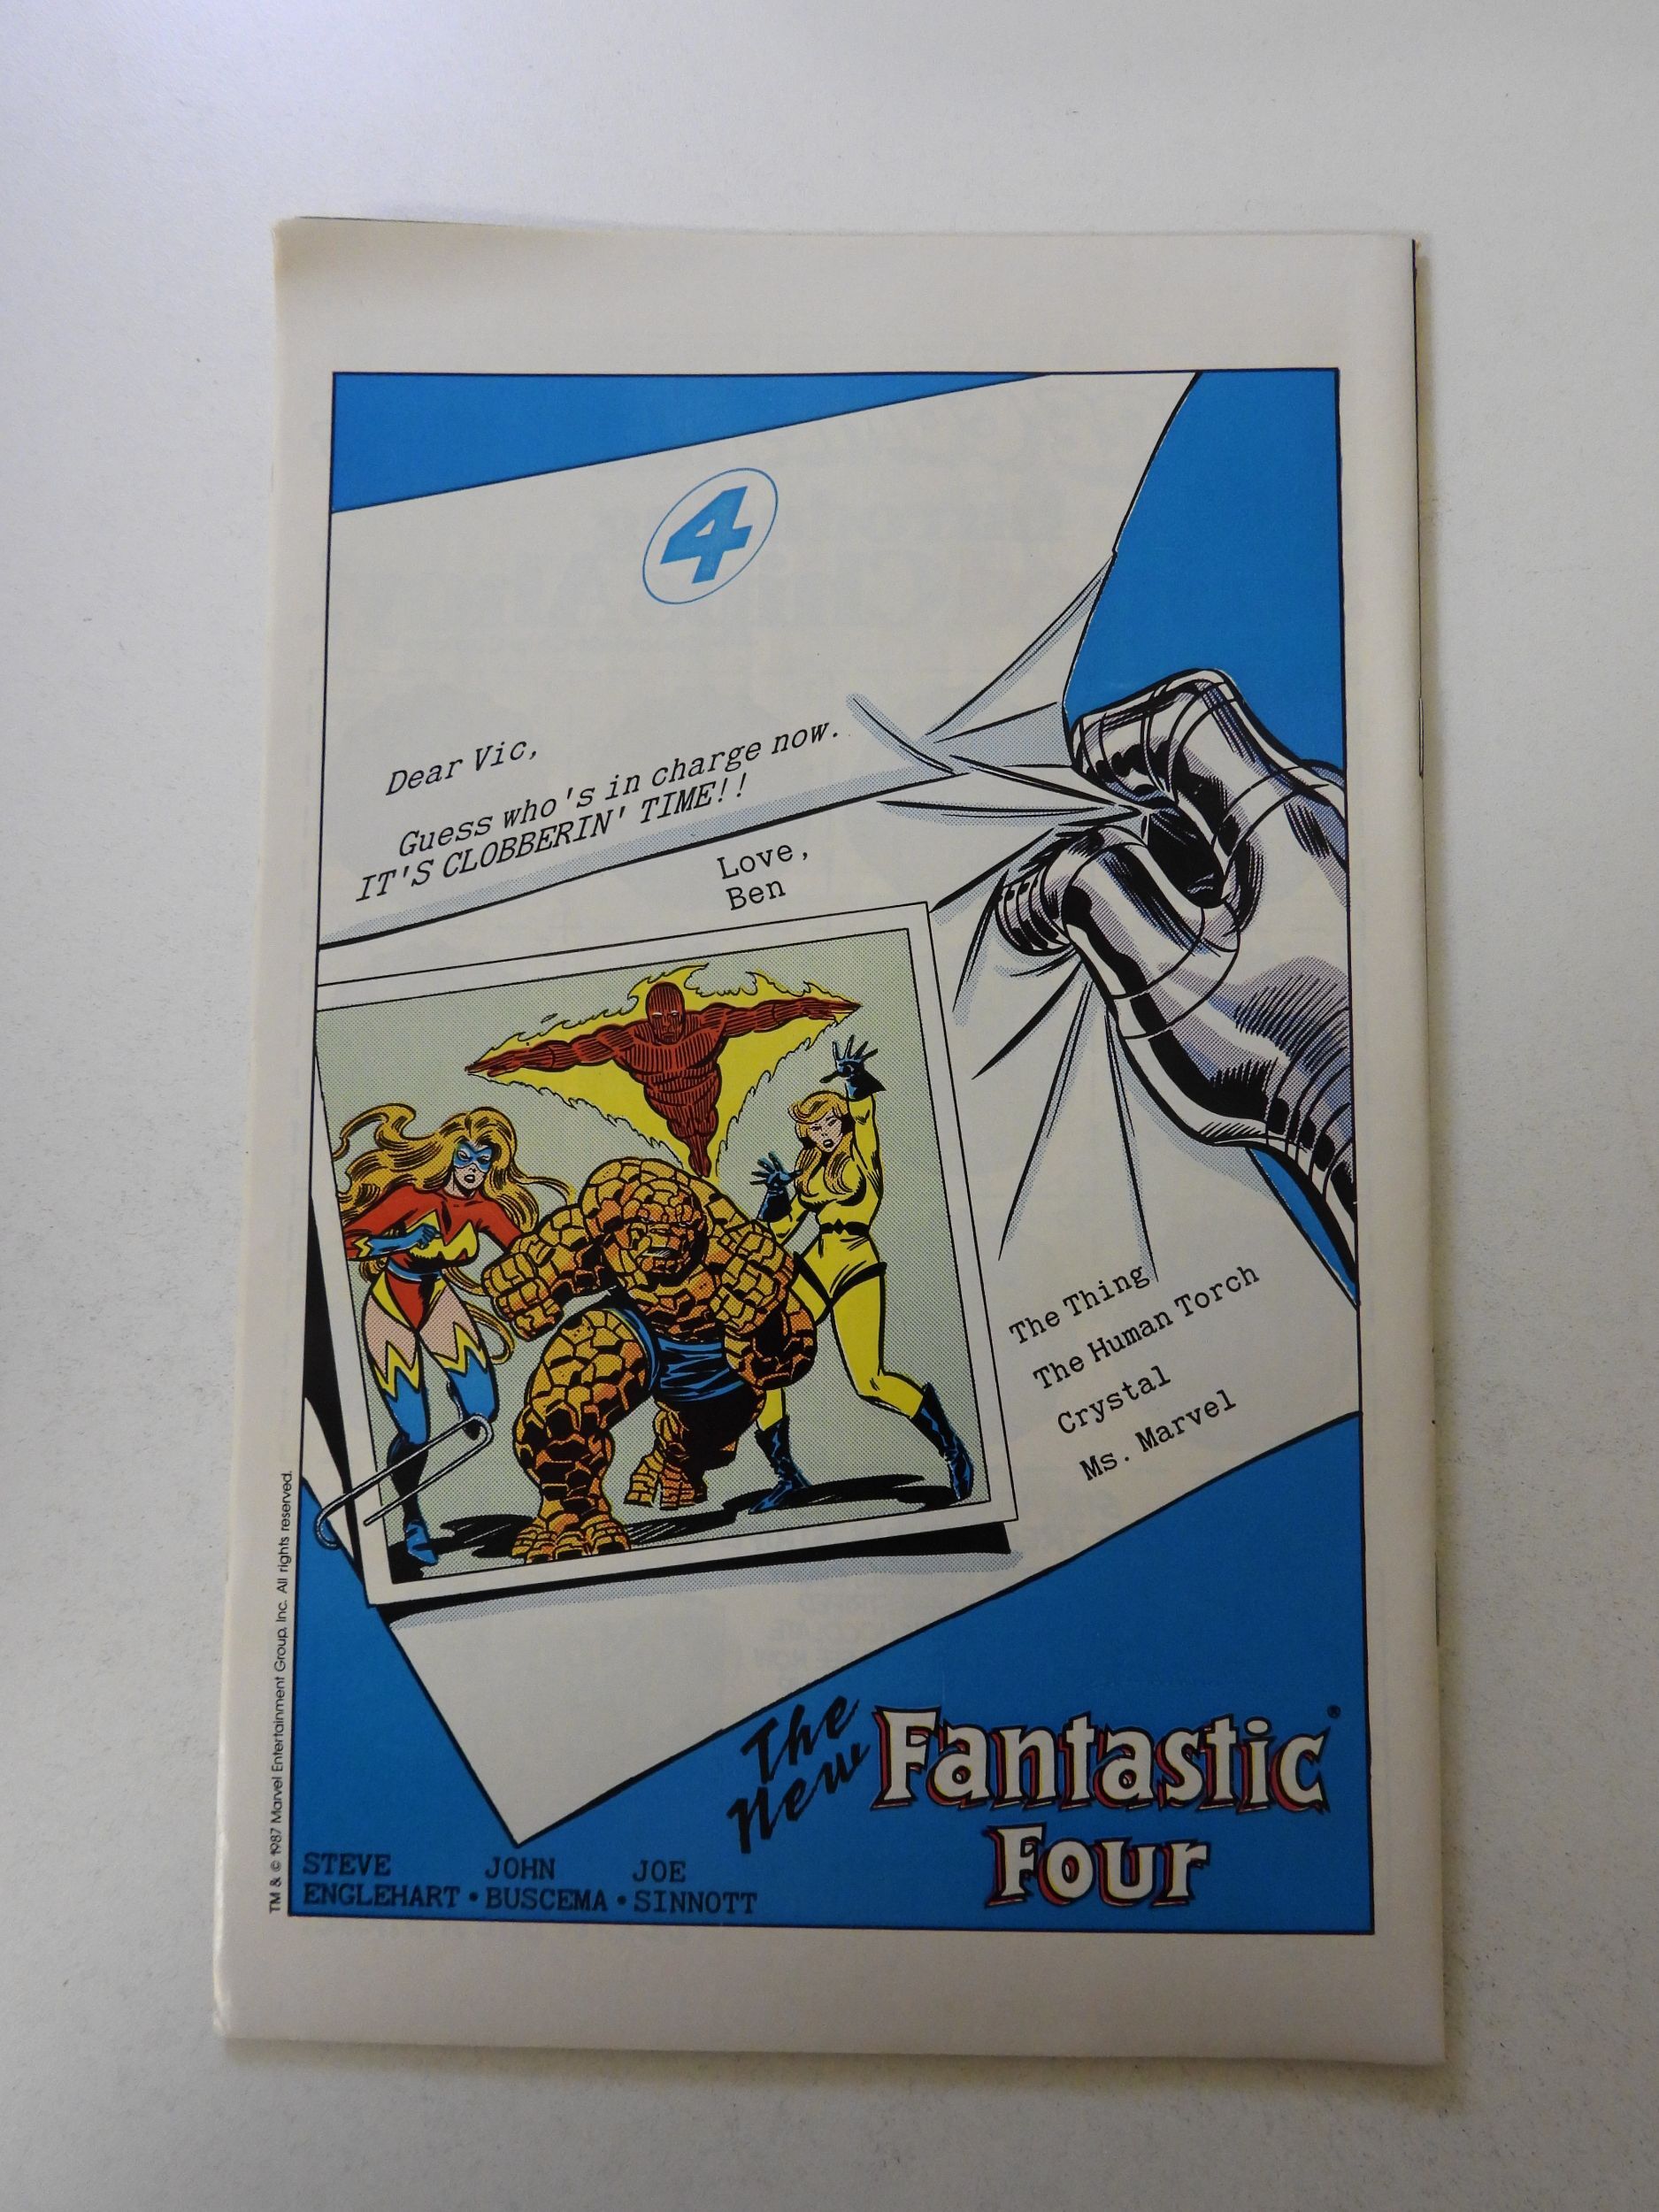 4
Dear Vic,
Guess who's in charge now.
IT'S CLOBBERIN' TIME!!
Love,
Ben
The Thing
The Human Torch
Crystal
Ms. Marvel
The
New
Fantastic®
Four
STEVE JOHN JOE
ENGLEHART • BUSCEMA • SINNOTT
TM & © 1987 Marvel Entertainment Group, Inc. All rights reserved.